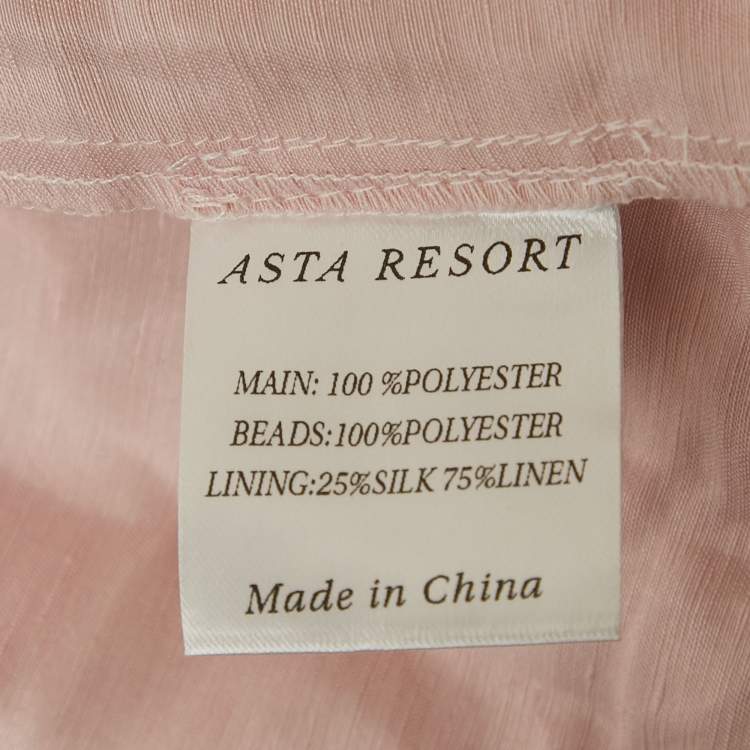 ASTA RESORT
MAIN: 100 %POLYESTER
BEADS:100%POLYESTER
LINING:25%SILK 75%LINEN
Made in China